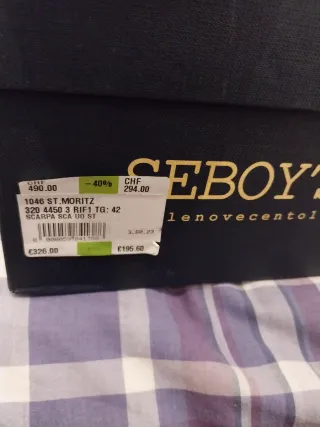 CHF CHF
490.00 -40% 294.00
1046 ST.MORITZ
320 4450 3 RIF1 TG: 42
SCARPA SCA UO ST
€326.00 €195.60
SEBOY'S
lenovecentol